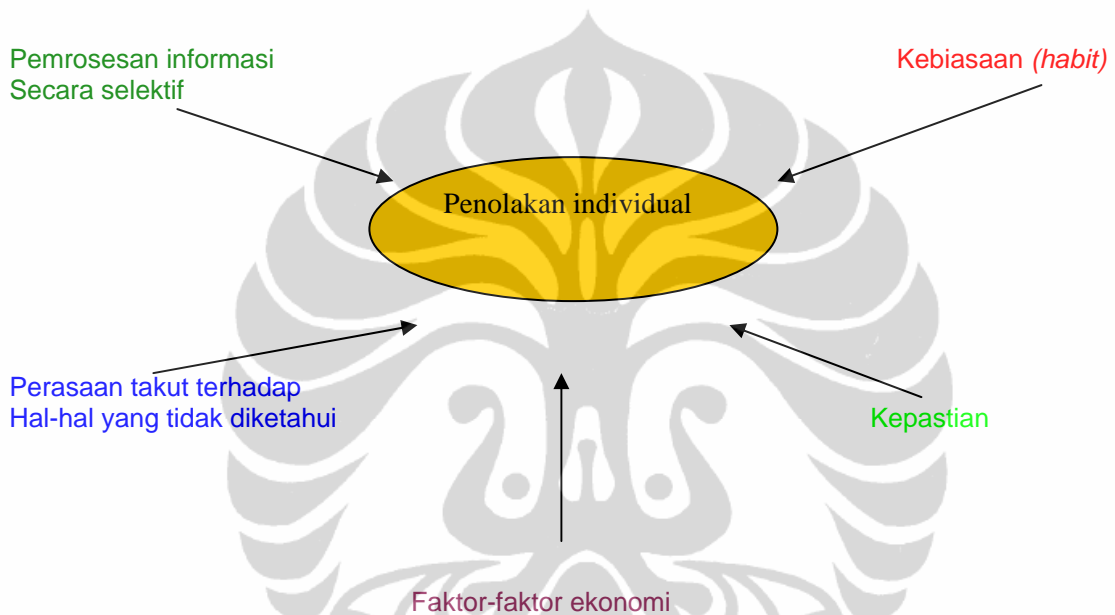 Pemrosesan informasi
Secara selektif
Kebiasaan (habit)
Penolakan individual
Perasaan takut terhadap
Hal-hal yang tidak diketahui
Kepastian
Faktor-faktor ekonomi